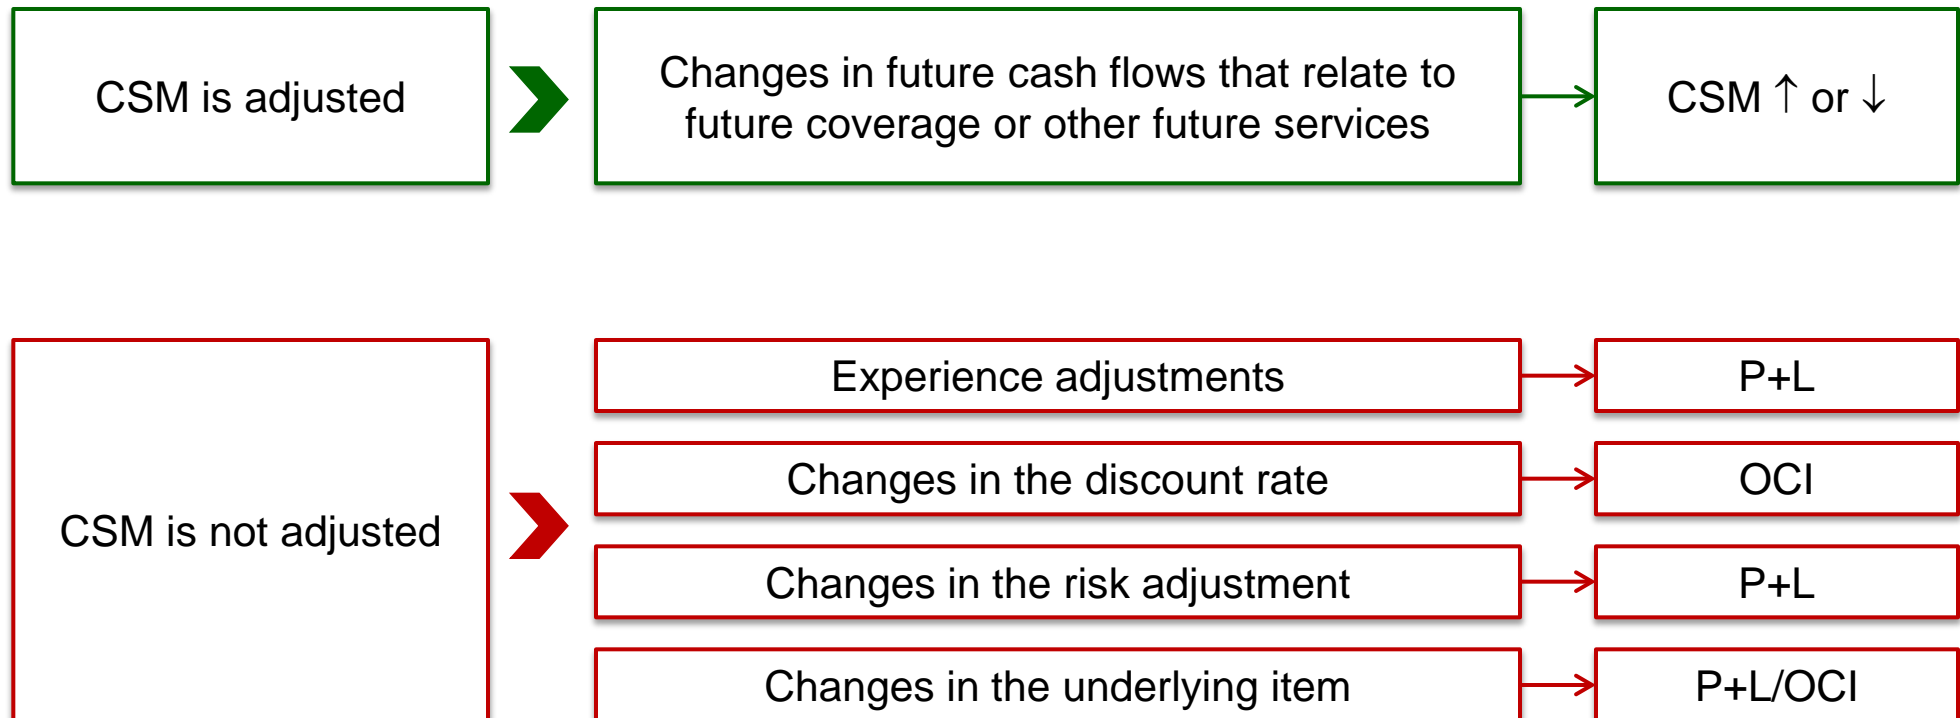 CSM is adjusted
Changes in future cash flows that relate to
future coverage or other future services
CSM ↑ or ↓
CSM is not adjusted
Experience adjustments
P+L
Changes in the discount rate
OCI
Changes in the risk adjustment
P+L
Changes in the underlying item
P+L/OCI